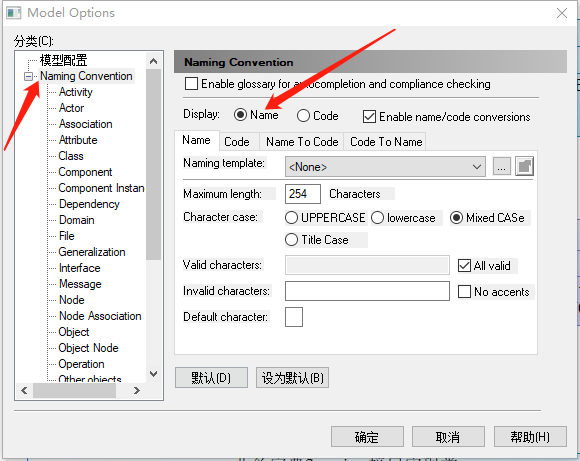 Model Options
分类(C):
模型配置
Naming Convention
Activity
Actor
Association
Attribute
Class
Component
Component Instan
Dependency
Domain
File
Generalization
Interface
Message
Node
Node Association
Object
Object Node
Operation
Other objects
Naming Convention
Enable glossary for autocompletion and compliance checking
Display: Name Code Enable name/code conversions
Name Code Name To Code Code To Name
Naming template: <None> ...
Maximum length: 254 Characters
Character case: UPPERCASE lowercase Mixed CASe
Title Case
Valid characters: All valid
Invalid characters: No accents
Default character:
默认(D) 设为默认(B)
确定 取消 帮助(H)